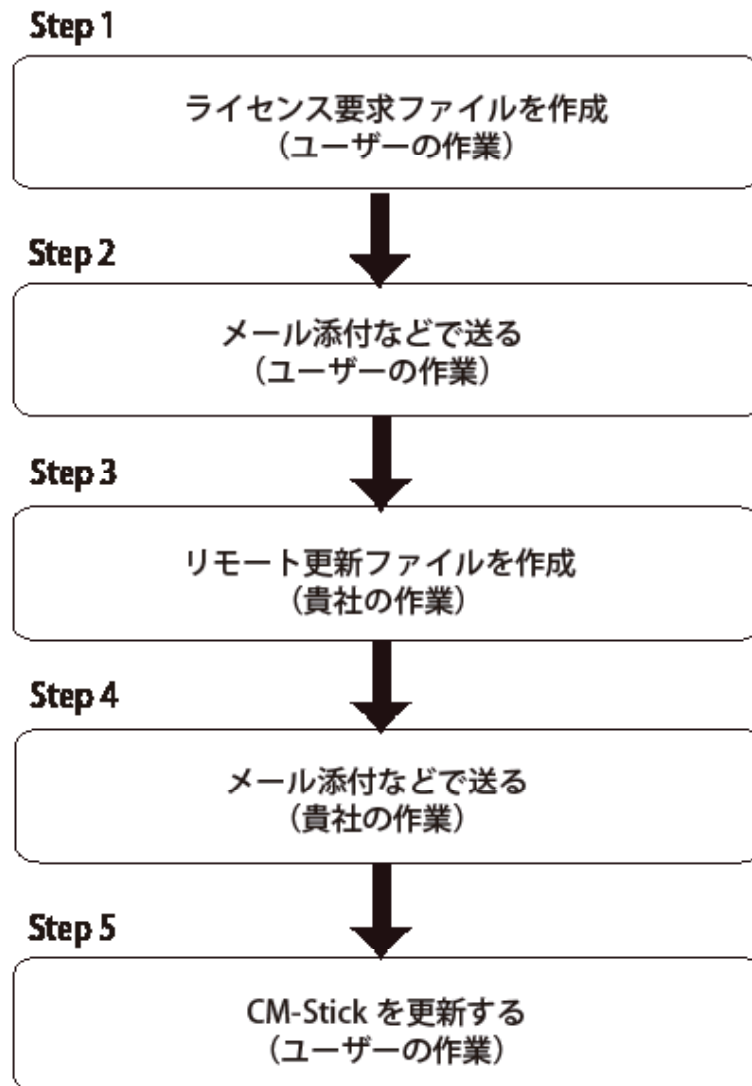 Step 1
ライセンス要求ファイルを作成
（ユーザーの作業）
Step 2
メール添付などで送る
（ユーザーの作業）
Step 3
リモート更新ファイルを作成
（貴社の作業）
Step 4
メール添付などで送る
（貴社の作業）
Step 5
CM-Stick を更新する
（ユーザーの作業）